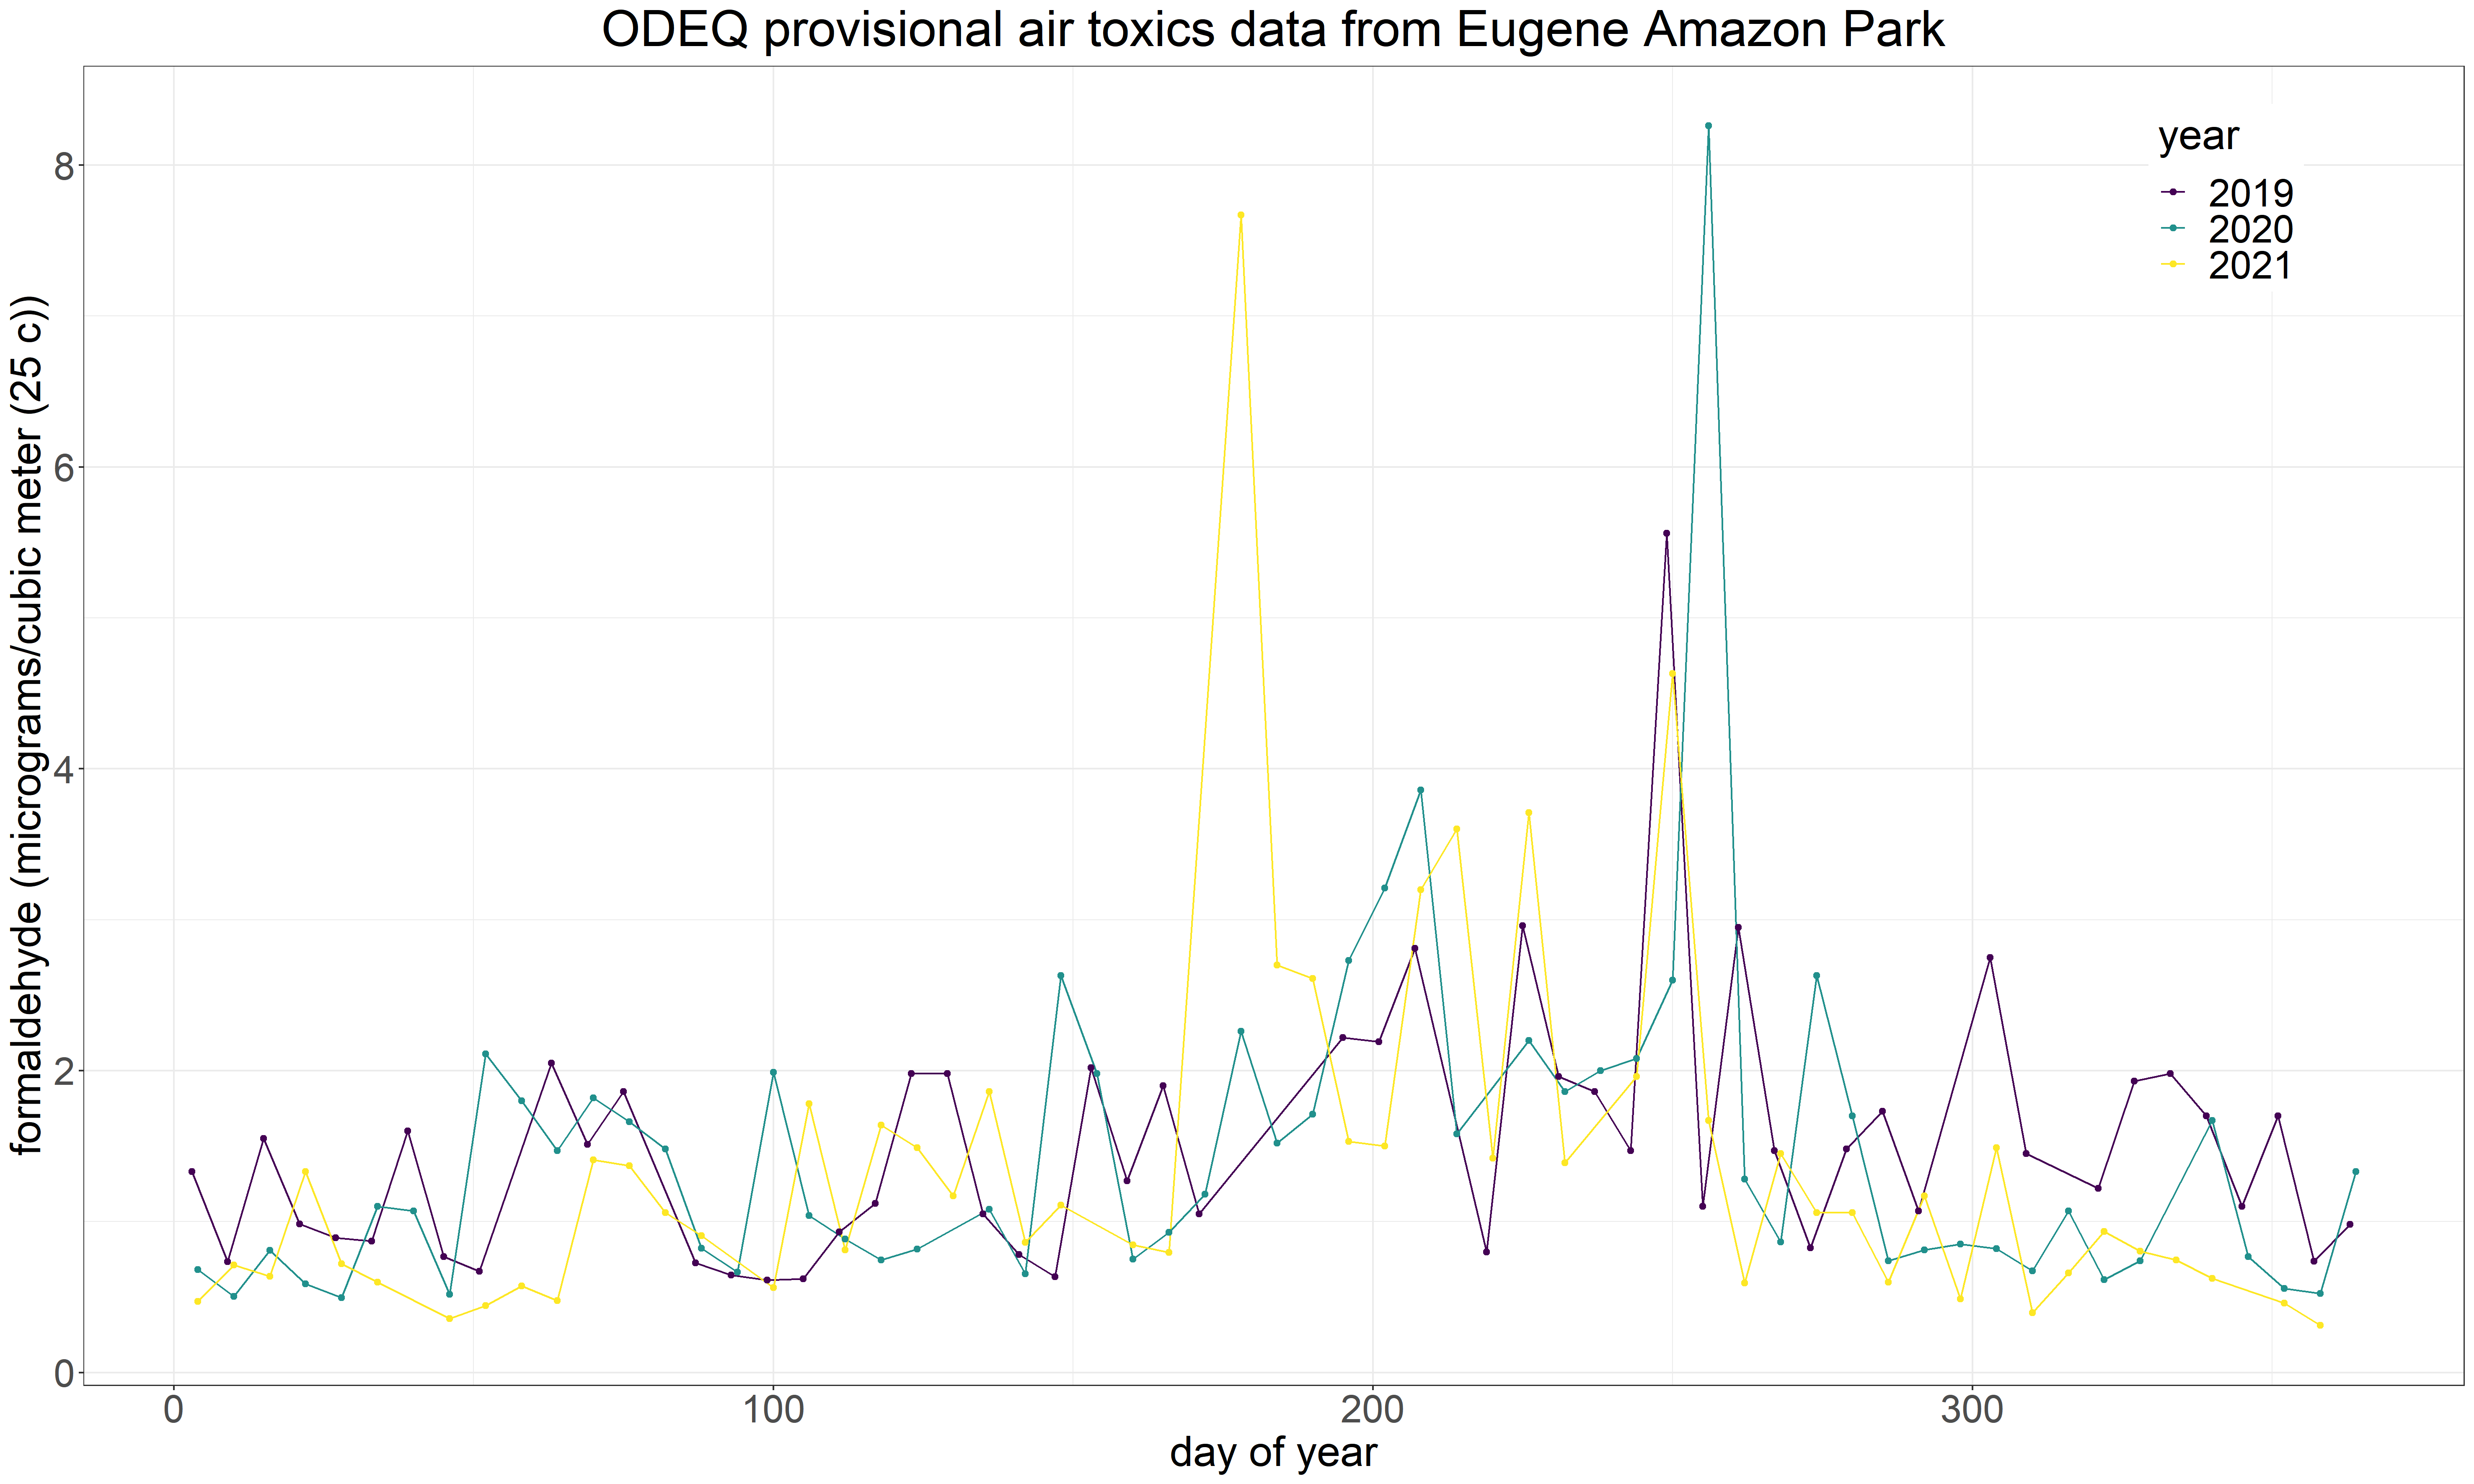 ODEQ provisional air toxics data from Eugene Amazon Park
formaldehyde (micrograms/cubic meter (25 c))
8
6
4
2
0
year
2019
2020
2021
0 100 200 300
day of year